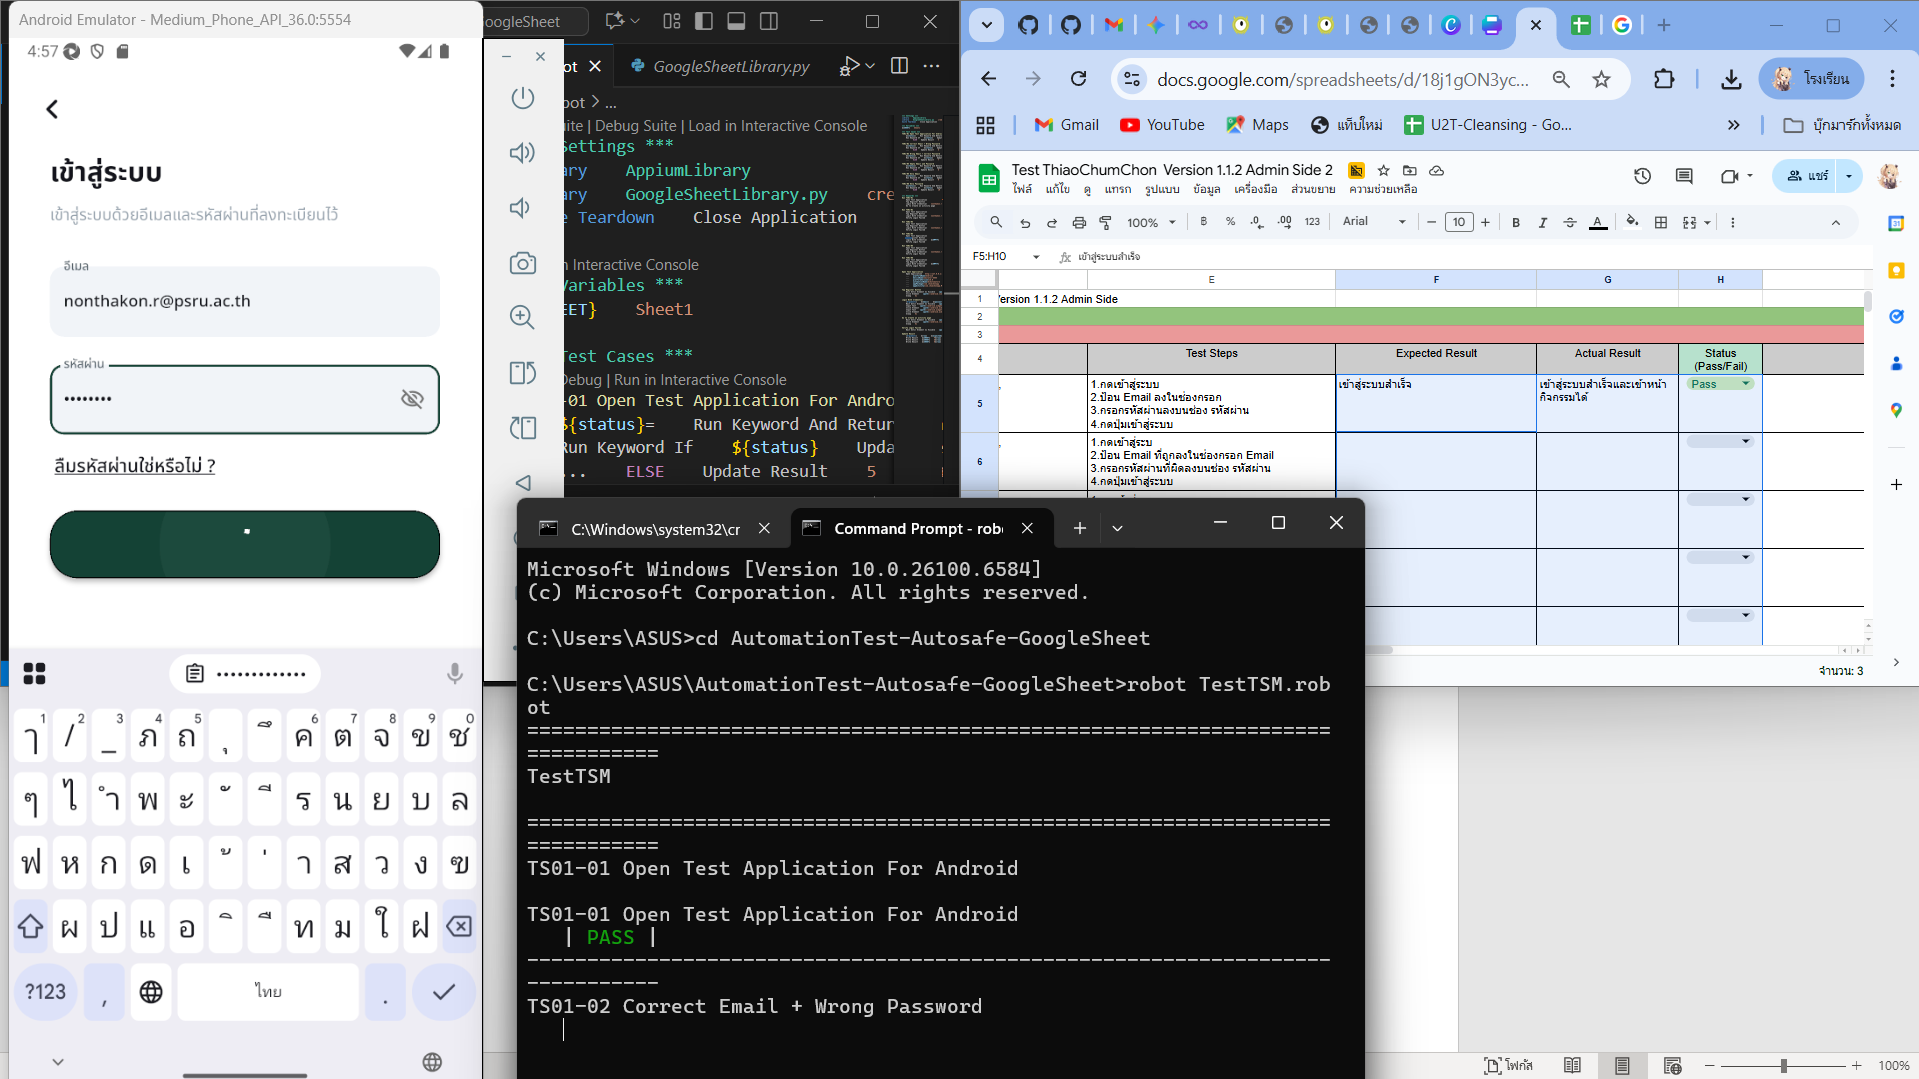 Android Emulator - Medium_Phone_API_36.0:5554
4:57
เข้าสู่ระบบ
เข้าสู่ระบบด้วยอีเมลและรหัสผ่านที่ลงทะเบียนไว้
อีเมล
nonthakon.r@psru.ac.th
รหัสผ่าน
••••••••
ลืมรหัสผ่านใช่หรือไม่ ?
•••••••••••••
ๅ 1 / 2 _ 3 ภ 4 ถ 5 ุ ึ ค 6 ต 7 จ 8 ข 9 ช 0
ๆ ไ ำ พ ะ ั ี ร น ย บ ล
ฟ ห ก ด เ ้ ่ า ส ว ง ฃ
ผ ป แ อ ิ ื ท ม ใ ฝ
?123 , ไทย .
oogleSheet
ot
GoogleSheetLibrary.py
bot > ...
uite | Debug Suite | Load in Interactive Console
Settings ***
ary AppiumLibrary
ary GoogleSheetLibrary.py cre
e Teardown Close Application
n Interactive Console
Variables ***
EET} Sheet1
Test Cases ***
Debug | Run in Interactive Console
-01 Open Test Application For Andro
${status}= Run Keyword And Retur
Run Keyword If ${status} Upda
... ELSE Update Result 5
C:\Windows\system32\cr
Command Prompt - rob
Microsoft Windows [Version 10.0.26100.6584]
(c) Microsoft Corporation. All rights reserved.
C:\Users\ASUS>cd AutomationTest-Autosafe-GoogleSheet
C:\Users\ASUS\AutomationTest-Autosafe-GoogleSheet>robot TestTSM.rob
ot
===================================================================
===========
TestTSM
===================================================================
===========
TS01-01 Open Test Application For Android
TS01-01 Open Test Application For Android
| PASS |
-------------------------------------------------------------------
-----------
TS01-02 Correct Email + Wrong Password
docs.google.com/spreadsheets/d/18j1gON3yc...
โรงเรียน
Gmail
YouTube
Maps
แท็บใหม่
U2T-Cleansing - Go...
บุ๊กมาร์กทั้งหมด
Test ThiaoChumChon Version 1.1.2 Admin Side 2
ไฟล์ แก้ไข ดู แทรก รูปแบบ ข้อมูล เครื่องมือ ส่วนขยาย ความช่วยเหลือ
แชร์
100% ฿ % .0 .00 123 Arial 10 B I S A
F5:H10 fx เข้าสู่ระบบสำเร็จ
E F G H
1 Version 1.1.2 Admin Side
2
3
4 Test Steps Expected Result Actual Result Status
(Pass/Fail)
5
1.กดเข้าสู่ระบบ
2.ป้อน Email ลงในช่องกรอก
3.กรอกรหัสผ่านลงบนช่อง รหัสผ่าน
4.กดปุ่มเข้าสู่ระบบ
เข้าสู่ระบบสำเร็จ
เข้าสู่ระบบสำเร็จและเข้าหน้า
กิจกรรมได้
Pass
6
1.กดเข้าสู่ระบ
2.ป้อน Email ที่ถูกลงในช่องกรอก Email
3.กรอกรหัสผ่านที่ผิดลงบนช่อง รหัสผ่าน
4.กดปุ่มเข้าสู่ระบบ
จำนวน: 3
โฟกัส
100%